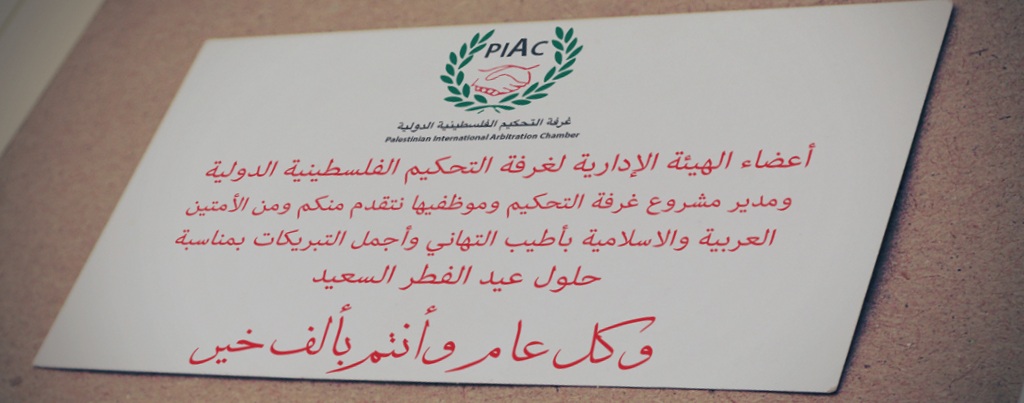 PIAC
غرفة التحكيم الفلسطينية الدولية
Palestinian International Arbitration Chamber
أعضاء الهيئة الإدارية لغرفة التحكيم الفلسطينية الدولية
ومدير مشروع غرفة التحكيم وموظفيها نتقدم منكم ومن الأمتين
العربية والاسلامية بأطيب التهاني وأجمل التبريكات بمناسبة
حلول عيد الفطر السعيد
وكل عام وأنتم بألف خير